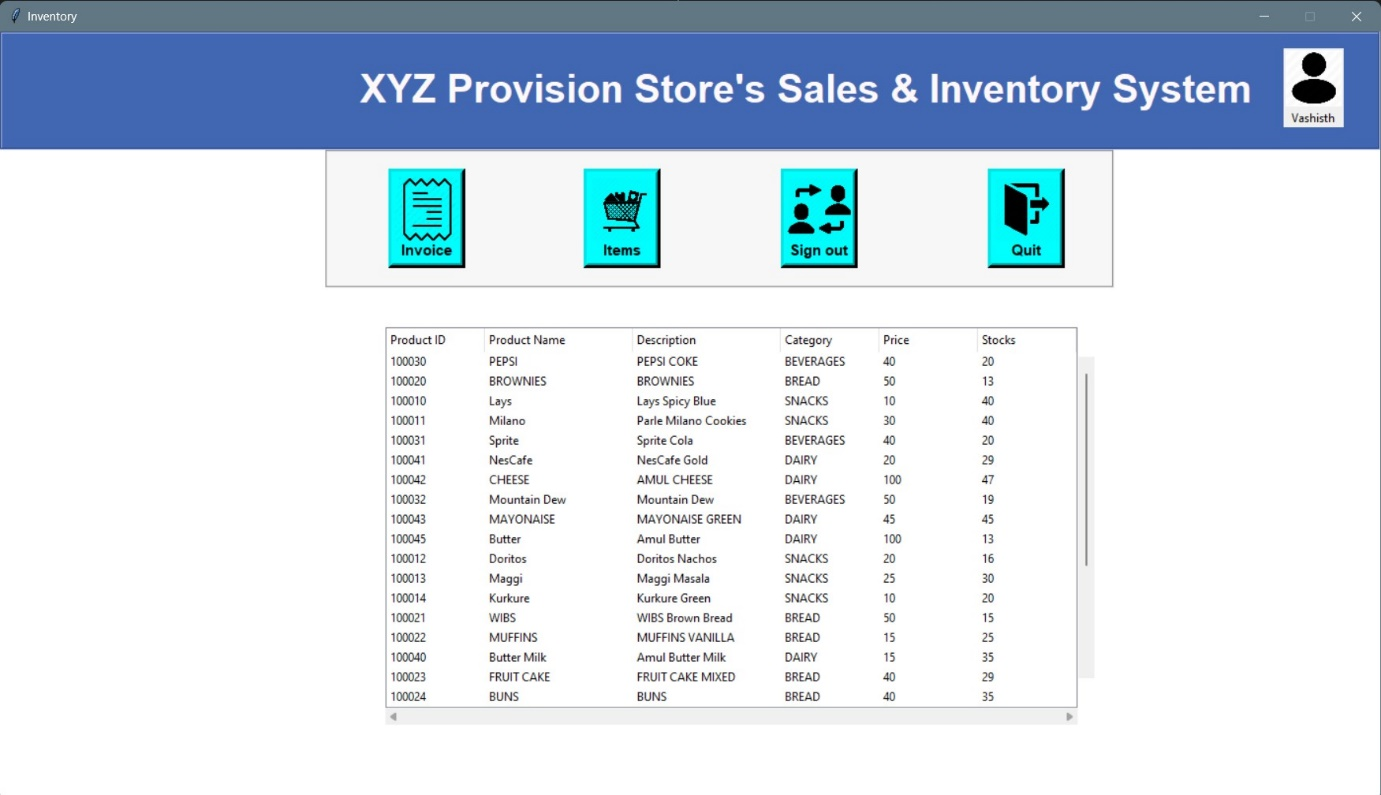 Inventory
XYZ Provision Store's Sales & Inventory System
Vashisth
Invoice Items Sign out Quit
Product ID Product Name Description Category Price Stocks
100030 PEPSI PEPSI COKE BEVERAGES 40 20
100020 BROWNIES BROWNIES BREAD 50 13
100010 Lays Lays Spicy Blue SNACKS 10 40
100011 Milano Parle Milano Cookies SNACKS 30 40
100031 Sprite Sprite Cola BEVERAGES 40 20
100041 NesCafe NesCafe Gold DAIRY 20 29
100042 CHEESE AMUL CHEESE DAIRY 100 47
100032 Mountain Dew Mountain Dew BEVERAGES 50 19
100043 MAYONAISE MAYONAISE GREEN DAIRY 45 45
100045 Butter Amul Butter DAIRY 100 13
100012 Doritos Doritos Nachos SNACKS 20 16
100013 Maggi Maggi Masala SNACKS 25 30
100014 Kurkure Kurkure Green SNACKS 10 20
100021 WIBS WIBS Brown Bread BREAD 50 15
100022 MUFFINS MUFFINS VANILLA BREAD 15 25
100040 Butter Milk Amul Butter Milk DAIRY 15 35
100023 FRUIT CAKE FRUIT CAKE MIXED BREAD 40 29
100024 BUNS BUNS BREAD 40 35